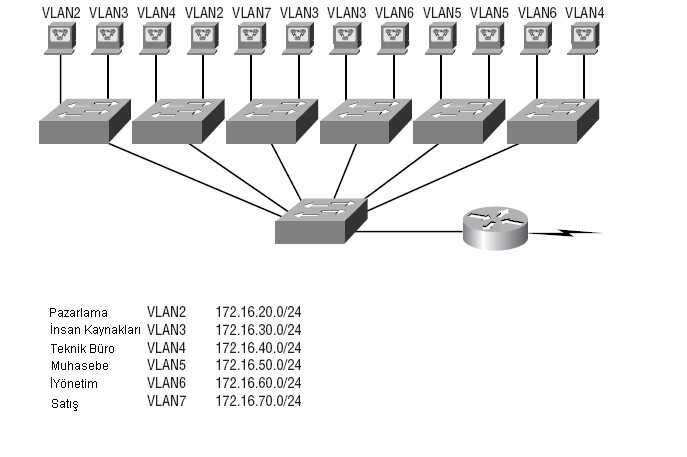 VLAN2 VLAN3 VLAN4 VLAN2 VLAN7 VLAN3 VLAN3 VLAN6 VLAN5 VLAN5 VLAN6 VLAN4
Pazarlama VLAN2 172.16.20.0/24
İnsan Kaynakları VLAN3 172.16.30.0/24
Teknik Büro VLAN4 172.16.40.0/24
Muhasebe VLAN5 172.16.50.0/24
İYönetim VLAN6 172.16.60.0/24
Satış VLAN7 172.16.70.0/24